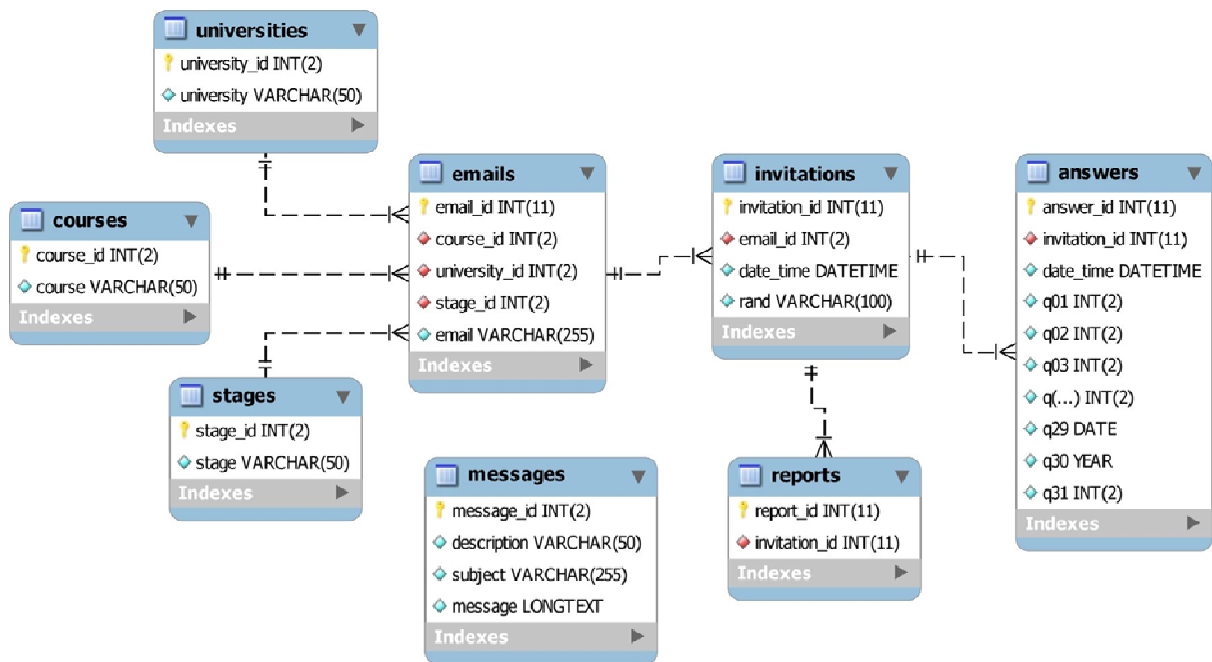 universities
university_id INT(2)
university VARCHAR(50)
Indexes
courses
course_id INT(2)
course VARCHAR(50)
Indexes
stages
stage_id INT(2)
stage VARCHAR(50)
Indexes
emails
email_id INT(11)
course_id INT(2)
university_id INT(2)
stage_id INT(2)
email VARCHAR(255)
Indexes
messages
message_id INT(2)
description VARCHAR(50)
subject VARCHAR(255)
message LONGTEXT
Indexes
invitations
invitation_id INT(11)
email_id INT(2)
date_time DATETIME
rand VARCHAR(100)
Indexes
reports
report_id INT(11)
invitation_id INT(11)
Indexes
answers
answer_id INT(11)
invitation_id INT(11)
date_time DATETIME
q01 INT(2)
q02 INT(2)
q03 INT(2)
q(...) INT(2)
q29 DATE
q30 YEAR
q31 INT(2)
Indexes